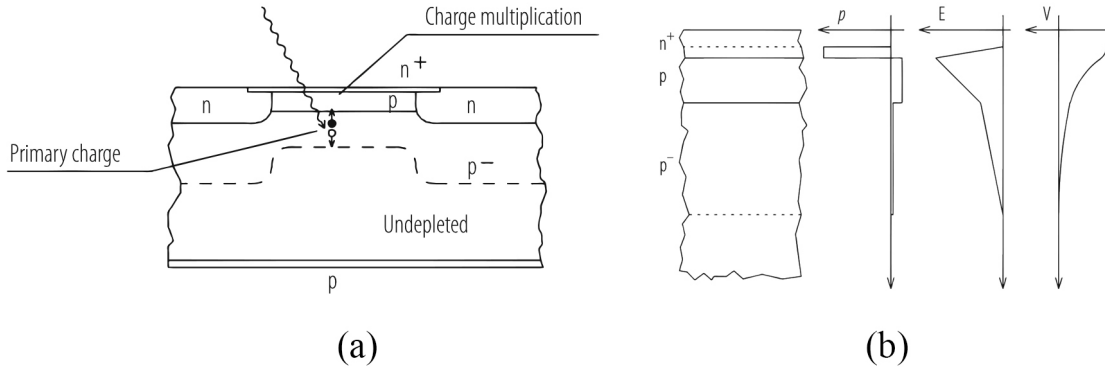 Charge multiplication
n+
n
p
n
Primary charge
p–
Undepleted
p
(a)
p
E
V
n+
p
p–
(b)